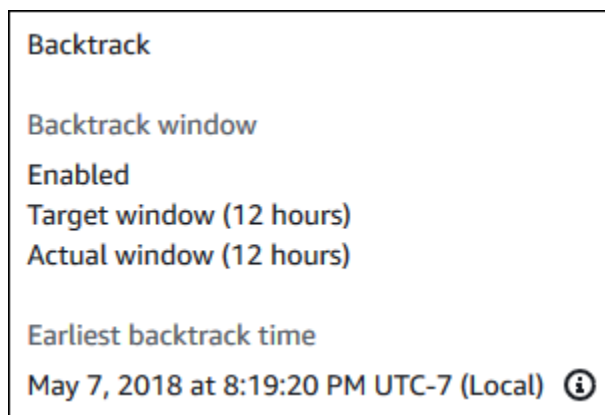 Backtrack
Backtrack window
Enabled
Target window (12 hours)
Actual window (12 hours)
Earliest backtrack time
May 7, 2018 at 8:19:20 PM UTC-7 (Local)